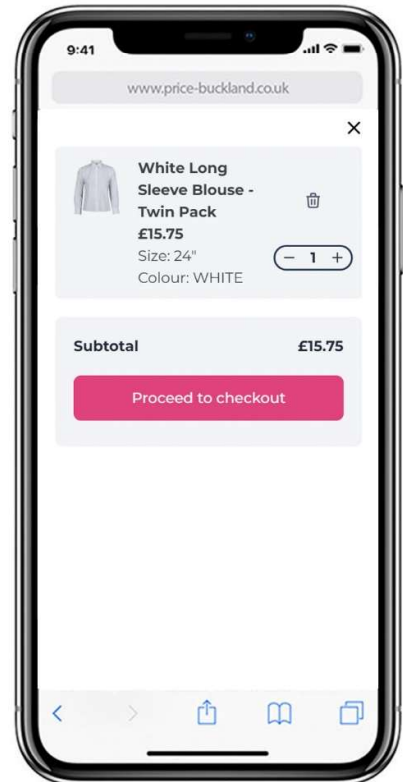 9:41
www.price-buckland.co.uk
White Long
Sleeve Blouse -
Twin Pack
£15.75
Size: 24"
Colour: WHITE
− 1 +
Subtotal £15.75
Proceed to checkout